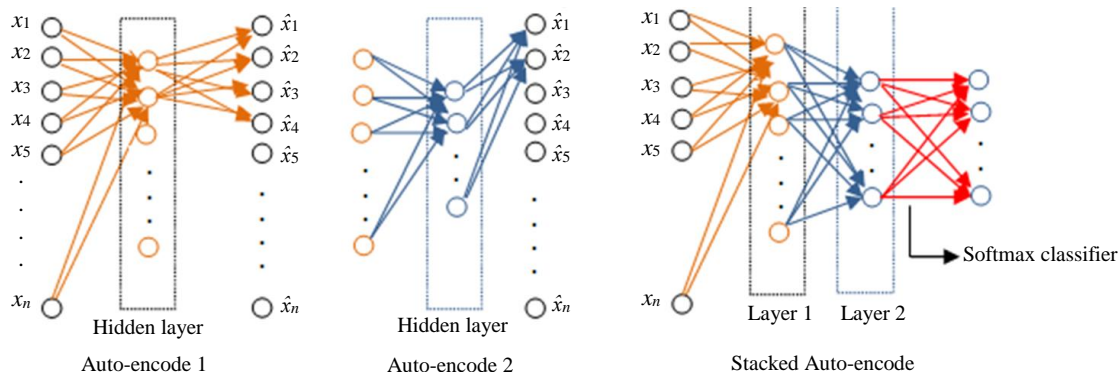 x1
x2
x3
x4
x5
xn
x̂1
x̂2
x̂3
x̂4
x̂5
x̂n
Hidden layer
Auto-encode 1
x̂1
x̂2
x̂3
x̂4
x̂5
x̂n
Hidden layer
Auto-encode 2
x1
x2
x3
x4
x5
xn
Softmax classifier
Layer 1
Layer 2
Stacked Auto-encode